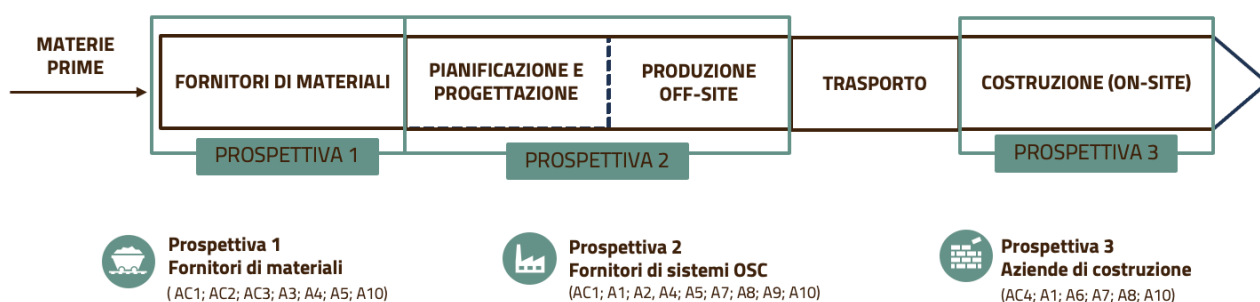 MATERIE
PRIME
FORNITORI DI MATERIALI
PIANIFICAZIONE E
PROGETTAZIONE
PRODUZIONE
OFF-SITE
TRASPORTO
COSTRUZIONE (ON-SITE)
PROSPETTIVA 1
PROSPETTIVA 2
PROSPETTIVA 3
Prospettiva 1
Fornitori di materiali
( AC1; AC2; AC3; A3; A4; A5; A10)
Prospettiva 2
Fornitori di sistemi OSC
(AC1; A1; A2, A4; A5; A7; A8; A9; A10)
Prospettiva 3
Aziende di costruzione
(AC4; A1; A6; A7; A8; A10)